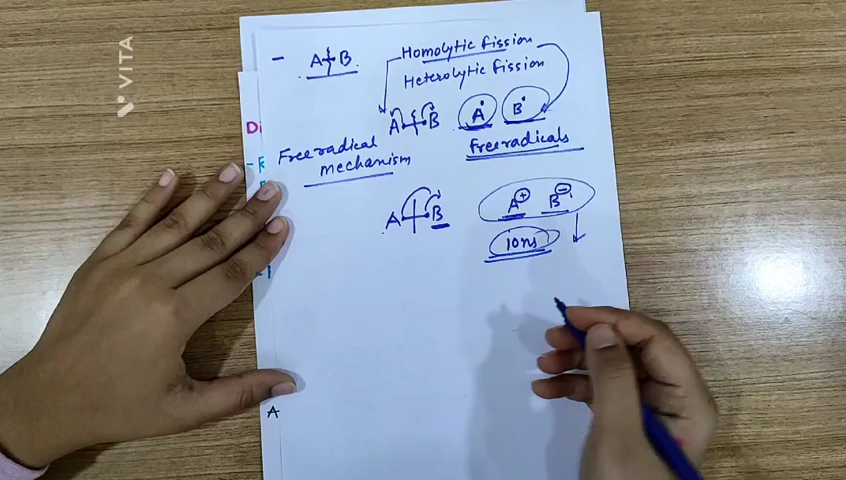 VITA
- A B
Homolytic fission
Heterolytic fission
A B A• B•
Free radical
mechanism
free radicals
A B A⊕ B⊖
ions
Di
A